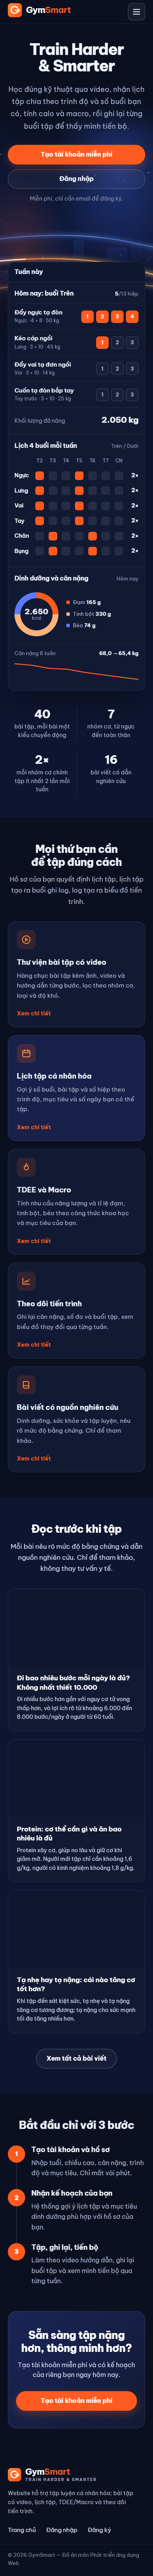 GymSmart
Train Harder
& Smarter
Học đúng kỹ thuật qua video, nhận lịch
tập chia theo trình độ và số buổi bạn
có, tính calo và macro, rồi ghi lại từng
buổi tập để thấy mình tiến bộ.
Tạo tài khoản miễn phí
Đăng nhập
Miễn phí, chỉ cần email để đăng ký.
Tuần này
Hôm nay: buổi Trên
5/13 hiệp
Đẩy ngực tạ đòn
Ngực · 4 × 8 · 50 kg
1 2 3 4
Kéo cáp ngồi
Lưng · 3 × 10 · 45 kg
1 2 3
Đẩy vai tạ đơn ngồi
Vai · 3 × 10 · 14 kg
1 2 3
Cuốn tạ đòn bắp tay
Tay trước · 3 × 10 · 25 kg
1 2 3
Khối lượng đã nâng
2.050 kg
Lịch 4 buổi mỗi tuần
Trên / Dưới
T2 T3 T4 T5 T6 T7 CN
Ngực 2×
Lưng 2×
Vai 2×
Tay 2×
Chân 2×
Bụng 2×
Dinh dưỡng và cân nặng
Hôm nay
2.650
kcal
Đạm 165 g
Tinh bột 330 g
Béo 74 g
Cân nặng 8 tuần
68,0 → 65,4 kg
40
bài tập, mỗi bài một
kiểu chuyển động
7
nhóm cơ, từ ngực
đến toàn thân
2×
mỗi nhóm cơ chính
tập ít nhất 2 lần mỗi
tuần
16
bài viết có dẫn
nghiên cứu
Mọi thứ bạn cần
để tập đúng cách
Hồ sơ của bạn quyết định lịch tập, lịch tập
tạo ra buổi ghi log, log tạo ra biểu đồ tiến
trình.
Thư viện bài tập có video
Hàng chục bài tập kèm ảnh, video và
hướng dẫn từng bước, lọc theo nhóm cơ,
loại và độ khó.
Xem chi tiết
Lịch tập cá nhân hóa
Gợi ý số buổi, bài tập và số hiệp theo
trình độ, mục tiêu và số ngày bạn có thể
tập.
Xem chi tiết
TDEE và Macro
Tính nhu cầu năng lượng và tỉ lệ đạm,
tinh bột, béo theo công thức khoa học
và mục tiêu của bạn.
Xem chi tiết
Theo dõi tiến trình
Ghi lại cân nặng, số đo và buổi tập, xem
biểu đồ thay đổi qua từng tuần.
Xem chi tiết
Bài viết có nguồn nghiên cứu
Dinh dưỡng, sức khỏe và tập luyện, nêu
rõ mức độ bằng chứng. Chỉ để tham
khảo.
Xem chi tiết
Đọc trước khi tập
Mỗi bài nêu rõ mức độ bằng chứng và dẫn
nguồn nghiên cứu. Chỉ để tham khảo,
không thay tư vấn y tế.
Đi bao nhiêu bước mỗi ngày là đủ?
Không nhất thiết 10.000
Đi nhiều bước hơn gắn với nguy cơ tử vong
thấp hơn, và lợi ích rõ từ khoảng 6.000 đến
8.000 bước/ngày ở người từ 60 tuổi.
Protein: cơ thể cần gì và ăn bao
nhiêu là đủ
Protein xây cơ, giúp no lâu và giữ cơ khi
giảm mỡ. Người mới tập chỉ cần khoảng 1,6
g/kg, người có kinh nghiệm khoảng 1,8 g/kg.
Tạ nhẹ hay tạ nặng: cái nào tăng cơ
tốt hơn?
Khi tập đến sát kiệt sức, tạ nhẹ và tạ nặng
tăng cơ tương đương; tạ nặng cho sức mạnh
tối đa tăng nhiều hơn.
Xem tất cả bài viết
Bắt đầu chỉ với 3 bước
1
Tạo tài khoản và hồ sơ
Nhập tuổi, chiều cao, cân nặng, trình
độ và mục tiêu. Chỉ mất vài phút.
2
Nhận kế hoạch của bạn
Hệ thống gợi ý lịch tập và mục tiêu
dinh dưỡng phù hợp với hồ sơ của
bạn.
3
Tập, ghi lại, tiến bộ
Làm theo video hướng dẫn, ghi lại
buổi tập và xem mình tiến bộ qua
từng tuần.
Sẵn sàng tập nặng
hơn, thông minh hơn?
Tạo tài khoản miễn phí và có kế hoạch
của riêng bạn ngay hôm nay.
Tạo tài khoản miễn phí
GymSmart
TRAIN HARDER & SMARTER
Website hỗ trợ tập luyện cá nhân hóa: bài tập
có video, lịch tập, TDEE/Macro và theo dõi
tiến trình.
Trang chủ Đăng nhập Đăng ký
© 2026 GymSmart — Đồ án môn Phát triển ứng dụng
Web